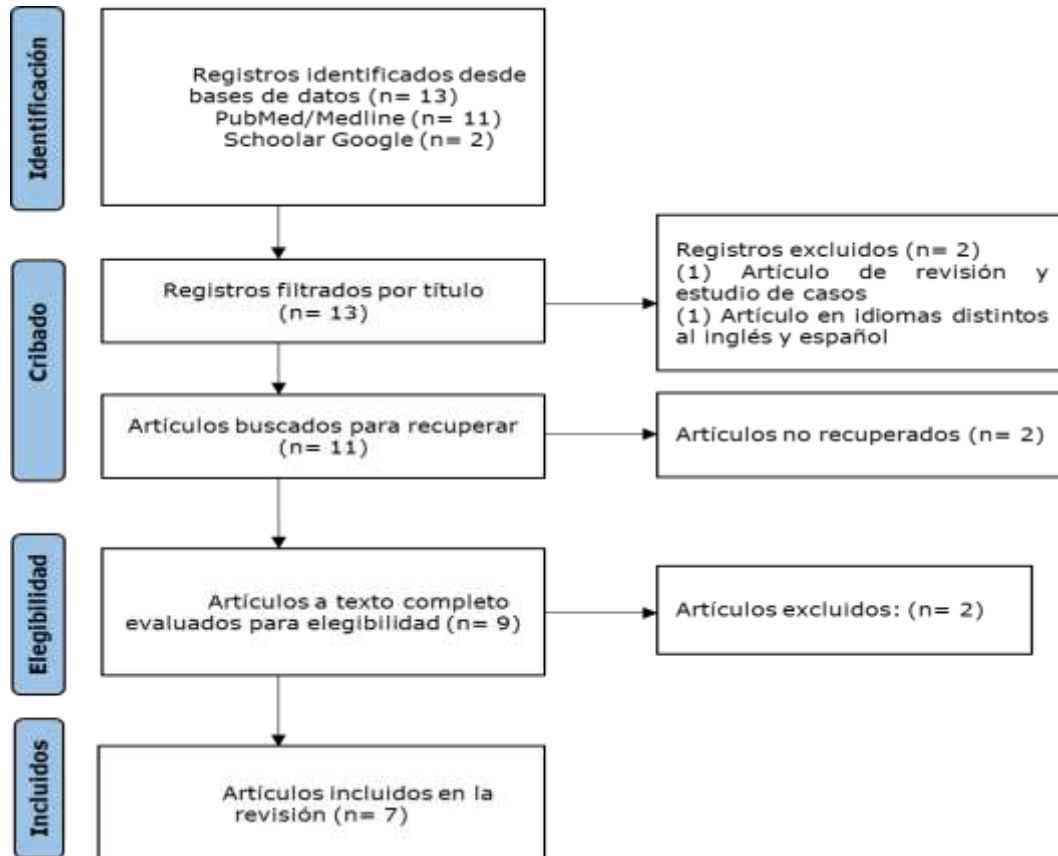 Identificación
Registros identificados desde
bases de datos (n= 13)
PubMed/Medline (n= 11)
Schoolar Google (n= 2)
Cribado
Registros filtrados por título
(n= 13)
Registros excluidos (n= 2)
(1) Artículo de revisión y
estudio de casos
(1) Artículo en idiomas distintos
al inglés y español
Artículos buscados para recuperar
(n= 11)
Artículos no recuperados (n= 2)
Elegibilidad
Artículos a texto completo
evaluados para elegibilidad (n= 9)
Artículos excluidos: (n= 2)
Incluidos
Artículos incluidos en la
revisión (n= 7)